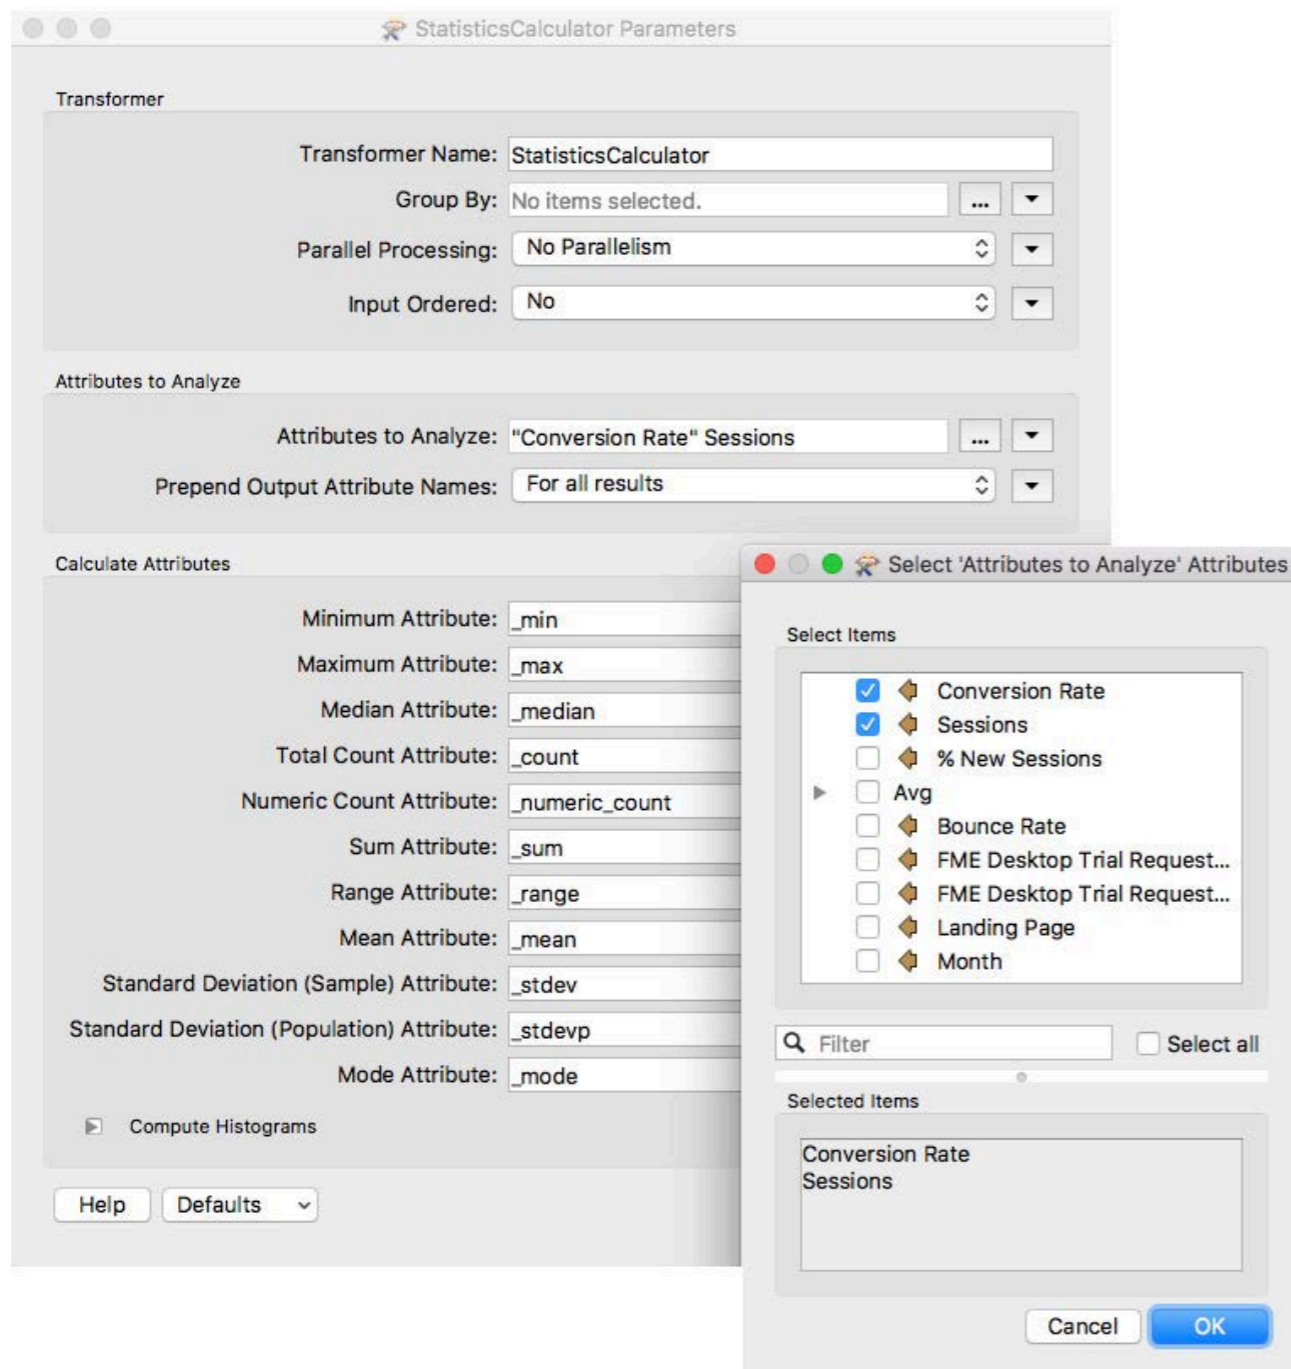 StatisticsCalculator Parameters
Transformer
Transformer Name: StatisticsCalculator
Group By: No items selected. ...
Parallel Processing: No Parallelism
Input Ordered: No
Attributes to Analyze
Attributes to Analyze: "Conversion Rate" Sessions ...
Prepend Output Attribute Names: For all results
Calculate Attributes
Minimum Attribute: _min
Maximum Attribute: _max
Median Attribute: _median
Total Count Attribute: _count
Numeric Count Attribute: _numeric_count
Sum Attribute: _sum
Range Attribute: _range
Mean Attribute: _mean
Standard Deviation (Sample) Attribute: _stdev
Standard Deviation (Population) Attribute: _stdevp
Mode Attribute: _mode
Compute Histograms
Help Defaults
Select 'Attributes to Analyze' Attributes
Select Items
Conversion Rate
Sessions
% New Sessions
Avg
Bounce Rate
FME Desktop Trial Request...
FME Desktop Trial Request...
Landing Page
Month
Filter Select all
Selected Items
Conversion Rate
Sessions
Cancel OK